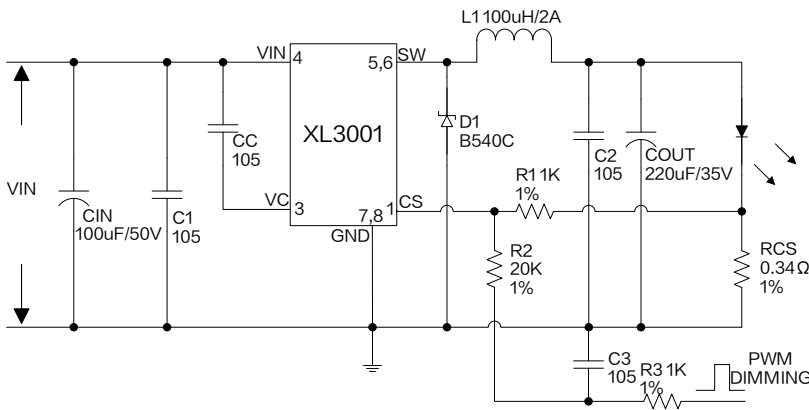 L1 100uH/2A
VIN
4
5,6
SW
XL3001
D1
B540C
CC
105
C2
105
COUT
220uF/35V
VIN
VC
3
1
CS
7,8
GND
R1 1K
1%
CIN
100uF/50V
C1
105
R2
20K
1%
RCS
0.34Ω
1%
C3
105
R3 1K
1%
PWM
DIMMING